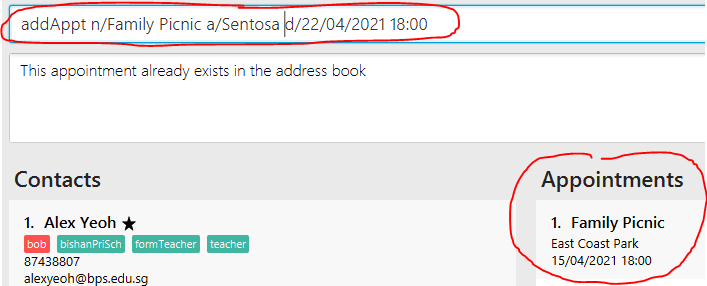 addAppt n/Family Picnic a/Sentosa d/22/04/2021 18:00
This appointment already exists in the address book
Contacts
1. Alex Yeoh ★
bob bishanPriSch formTeacher teacher
87438807
alexyeoh@bps.edu.sg
Appointments
1. Family Picnic
East Coast Park
15/04/2021 18:00